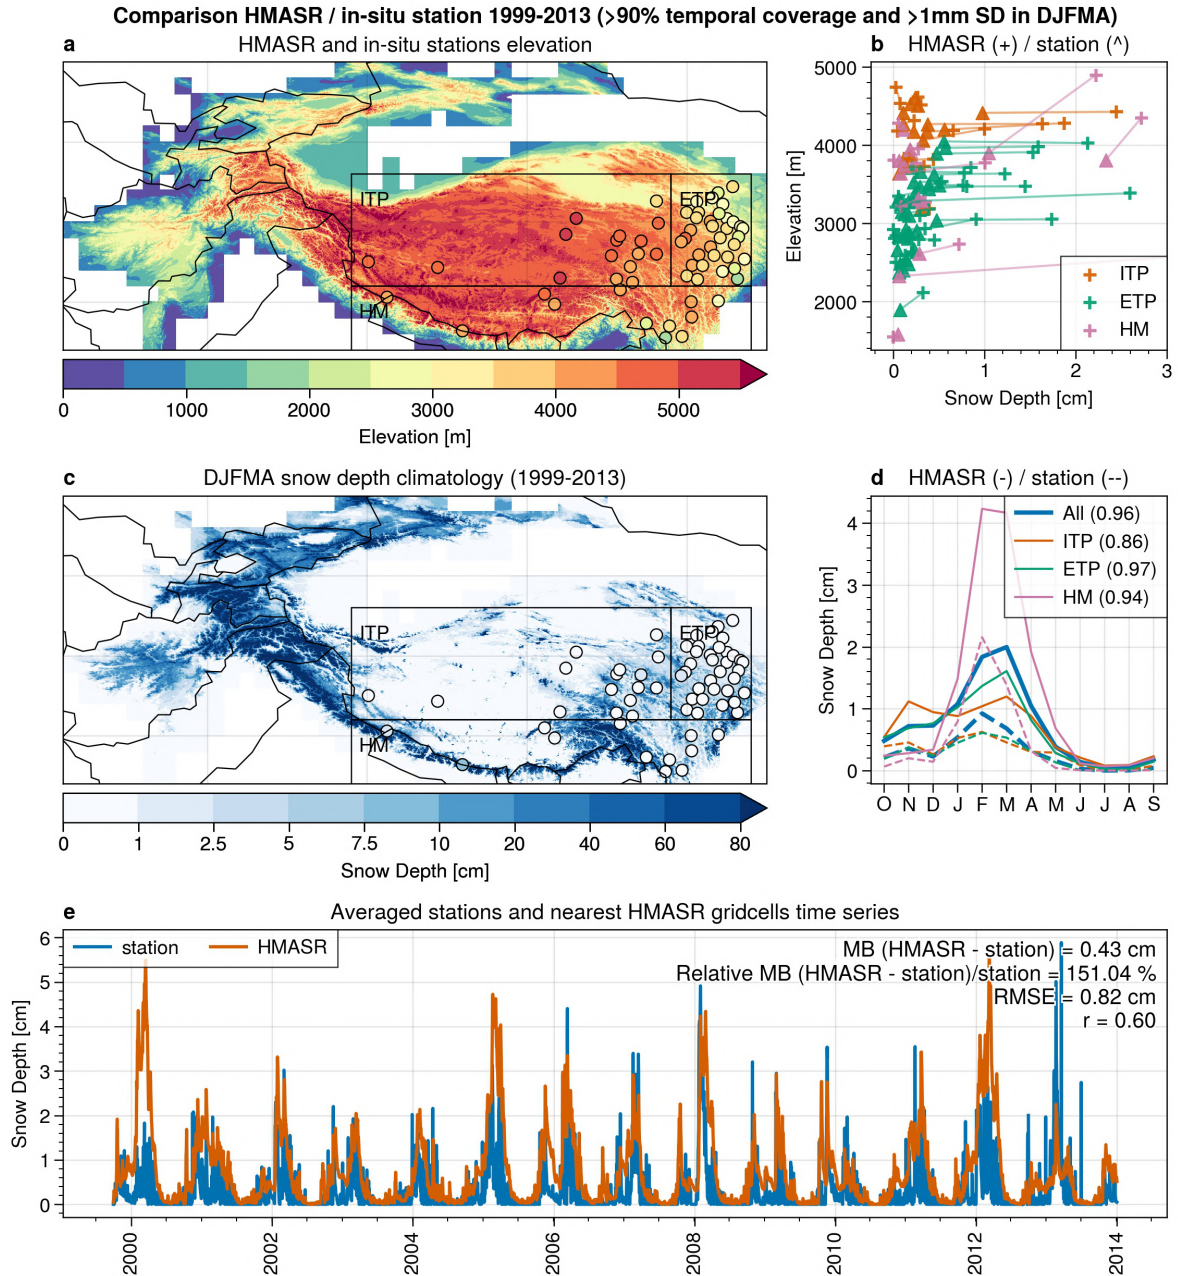 Comparison HMASR / in-situ station 1999-2013 (>90% temporal coverage and >1mm SD in DJFMA)
a
HMASR and in-situ stations elevation
ITP
ETP
HM
0 1000 2000 3000 4000 5000
Elevation [m]
b
HMASR (+) / station (^)
5000
4000
3000
2000
Elevation [m]
ITP
ETP
HM
0 1 2 3
Snow Depth [cm]
c
DJFMA snow depth climatology (1999-2013)
ITP
ETP
HM
0 1 2.5 5 7.5 10 20 40 60 80
Snow Depth [cm]
d
HMASR (-) / station (--)
4
3
2
1
0
Snow Depth [cm]
All (0.96)
ITP (0.86)
ETP (0.97)
HM (0.94)
O N D J F M A M J J A S
e
Averaged stations and nearest HMASR gridcells time series
station
HMASR
MB (HMASR - station) = 0.43 cm
Relative MB (HMASR - station)/station = 151.04 %
RMSE = 0.82 cm
r = 0.60
6
5
4
3
2
1
0
Snow Depth [cm]
2000 2002 2004 2006 2008 2010 2012 2014